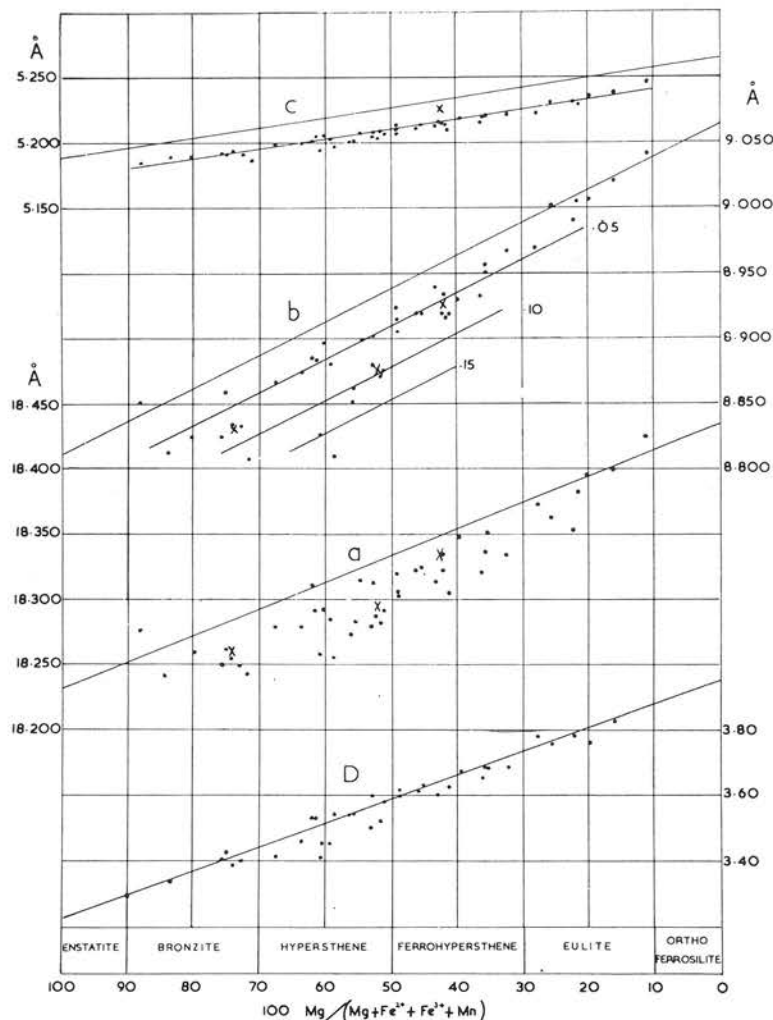 Å
5·250
C
5·200
5·150
Å
9.050
9.000
·05
8.950
b
·10
8.900
·15
Å
18.450
8.850
18.400
8.800
18.350
a
18.300
18.250
18.200
3.80
D
3.60
3.40
ENSTATITE BRONZITE HYPERSTHENE FERROHYPERSTHENE EULITE ORTHO
FERROSILITE
100 90 80 70 60 50 40 30 20 10 0
100 Mg/(Mg+Fe²⁺+Fe³⁺+Mn)